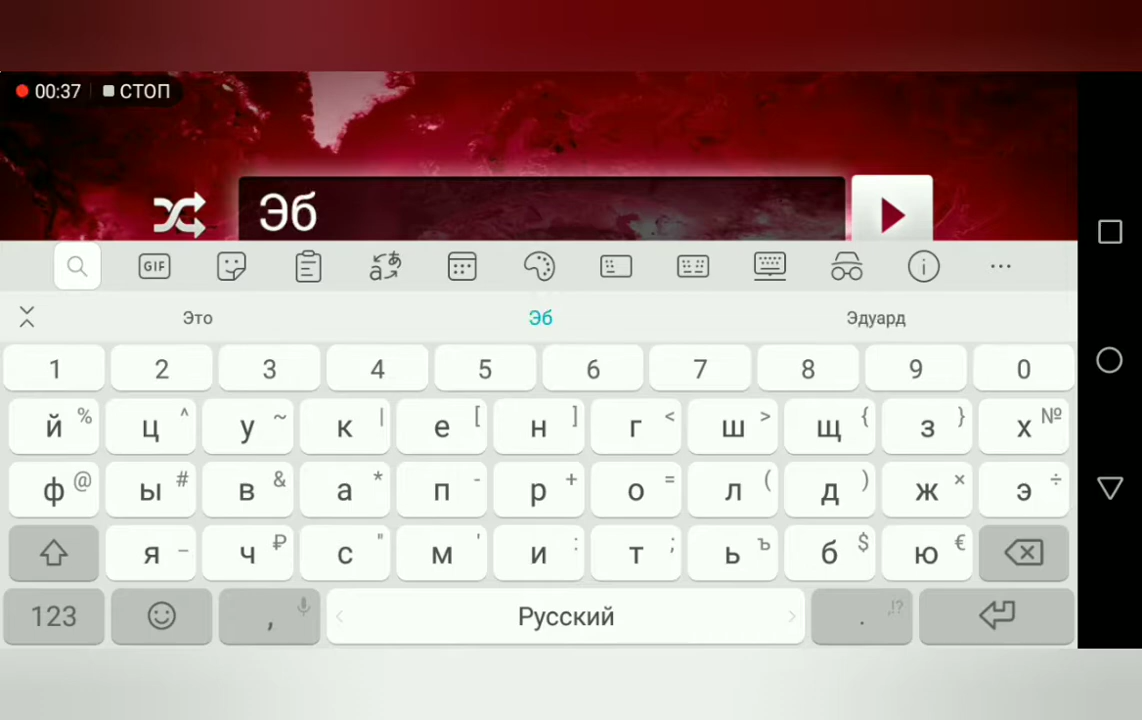 00:37 СТОП
Эб
GIF
Это Эб Эдуард
1 2 3 4 5 6 7 8 9 0
й % ц ^ у ~ к | е [ н ] г < ш > щ { з } х №
ф @ ы # в & а * п - р + о = л ( д ) ж × э ÷
я _ ч ₽ с " м ' и : т ; ь ъ б $ ю €
123 , Русский . ,!?